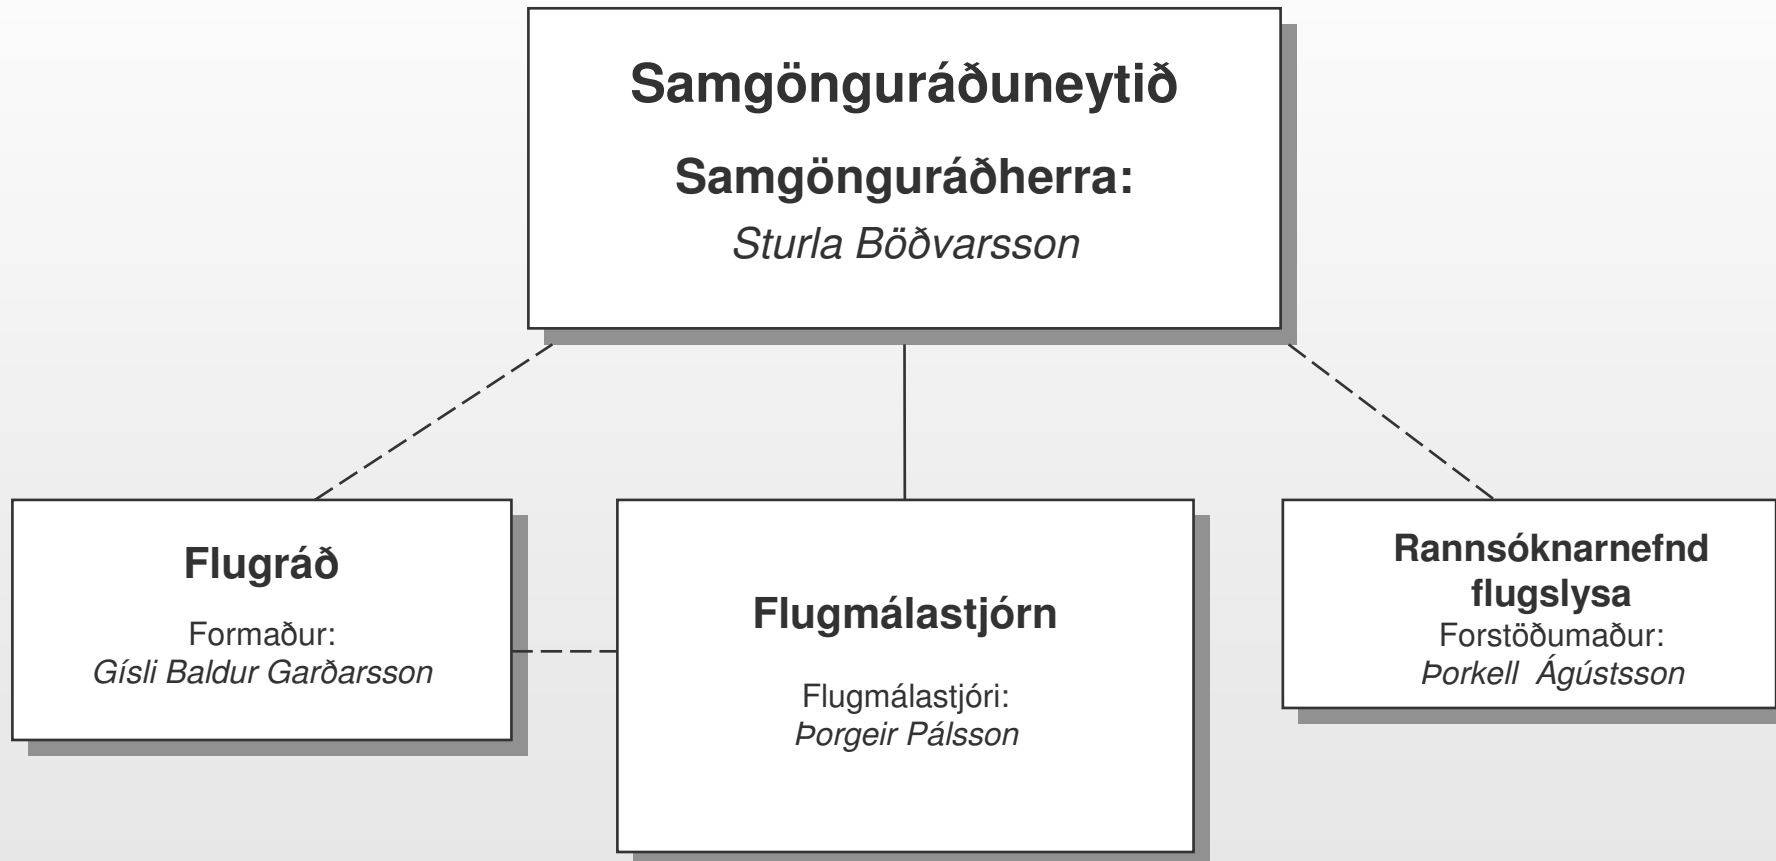 Samgönguráðuneytið
Samgönguráðherra:
Sturla Böðvarsson
Flugráð
Formaður:
Gísli Baldur Garðarsson
Flugmálastjórn
Flugmálastjóri:
Þorgeir Pálsson
Rannsóknarnefnd
flugslysa
Forstöðumaður:
Þorkell Ágústsson